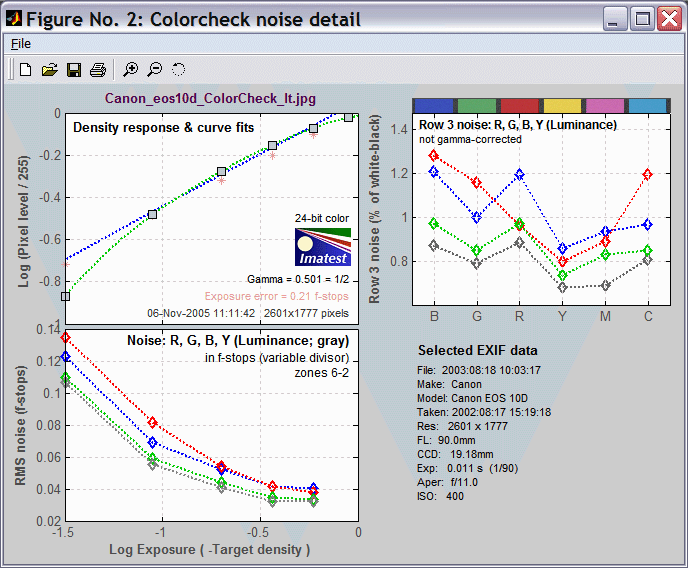 Figure No. 2: Colorcheck noise detail
File
Canon_eos10d_ColorCheck_lt.jpg
Density response & curve fits
0
-0.2
-0.4
-0.6
-0.8
Log (Pixel level / 255)
24-bit color
Imatest
Gamma = 0.501 = 1/2
Exposure error = 0.21 f-stops
06-Nov-2005 11:11:42 2601x1777 pixels
Noise: R, G, B, Y (Luminance; gray)
in f-stops (variable divisor)
zones 6-2
0.14
0.12
0.1
0.08
0.06
0.04
0.02
RMS noise (f-stops)
-1.5 -1 -0.5 0
Log Exposure ( -Target density )
Row 3 noise: R, G, B, Y (Luminance)
not gamma-corrected
1.4
1.2
1
0.8
Row 3 noise (% of white-black)
B G R Y M C
Selected EXIF data
File: 2003:08:18 10:03:17
Make: Canon
Model: Canon EOS 10D
Taken: 2002:08:17 15:19:18
Res: 2601 x 1777
FL: 90.0mm
CCD: 19.18mm
Exp: 0.011 s (1/90)
Aper: f/11.0
ISO: 400